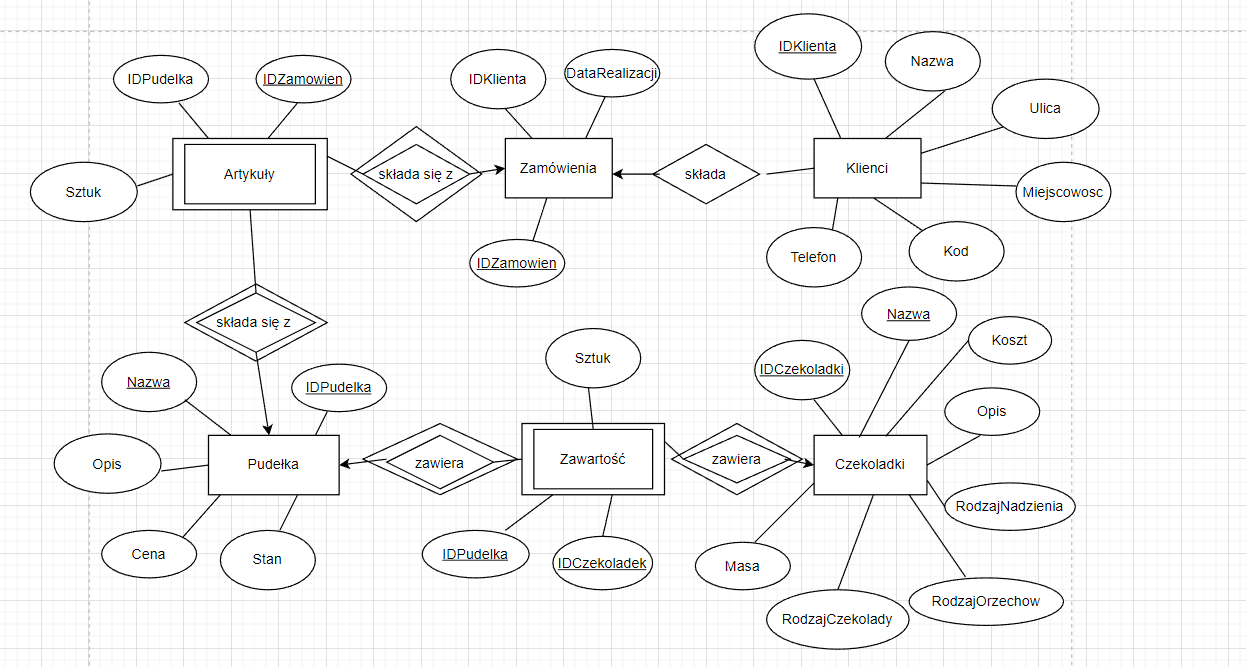 IDKlienta
Nazwa
IDPudelka
IDZamowien
IDKlienta
DataRealizacji
Ulica
Artykuły
składa się z
Zamówienia
składa
Klienci
Sztuk
Miejscowosc
IDZamowien
Telefon
Kod
składa się z
Nazwa
Koszt
Sztuk
IDCzekoladki
Nazwa
IDPudelka
Opis
Opis
Pudełka
zawiera
Zawartość
zawiera
Czekoladki
RodzajNadzienia
Cena
Stan
IDPudelka
IDCzekoladek
Masa
RodzajCzekolady
RodzajOrzechow